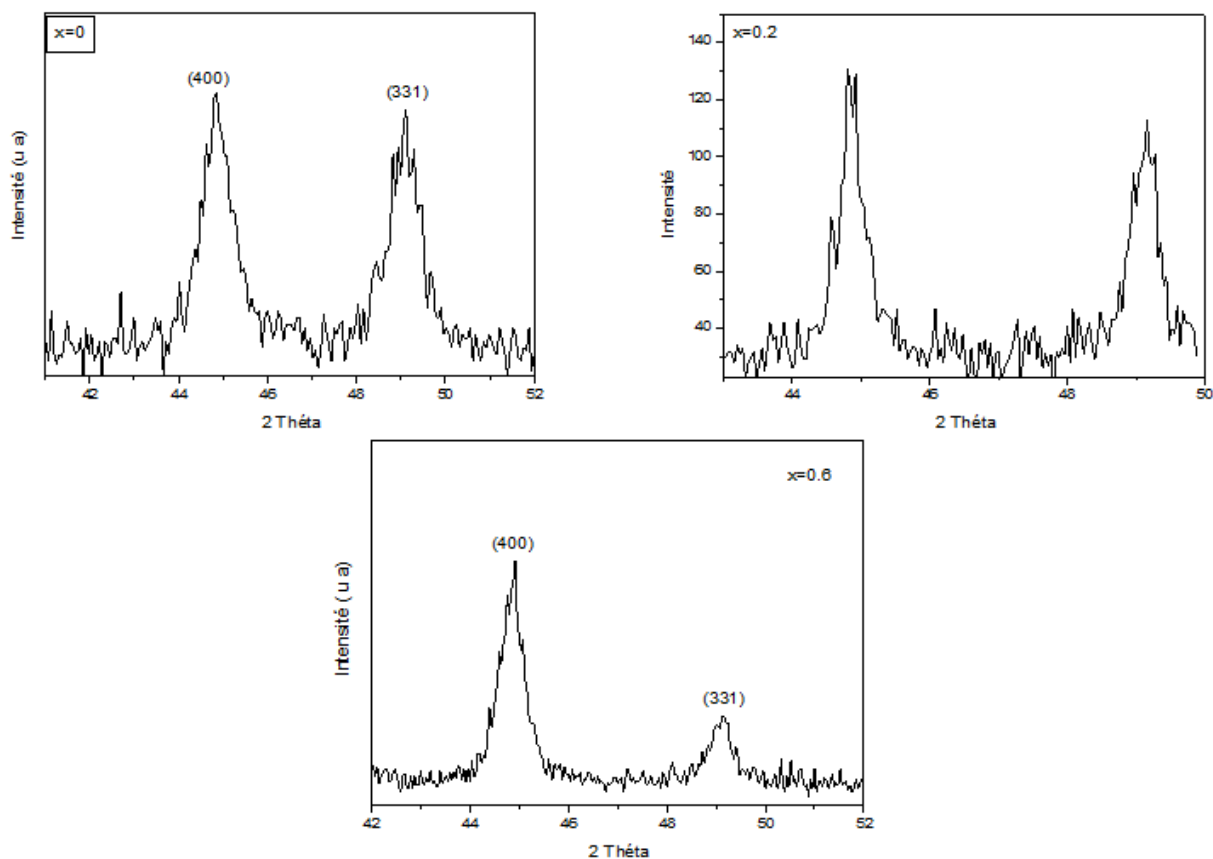 x=0
(400)
(331)
Intensité (u a)
42 44 46 48 50 52
2 Théta
x=0.2
140
120
100
80
60
40
Intensité
44 46 48 50
2 Théta
x=0.6
(400)
(331)
Intensité ( u a)
42 44 46 48 50 52
2 Théta